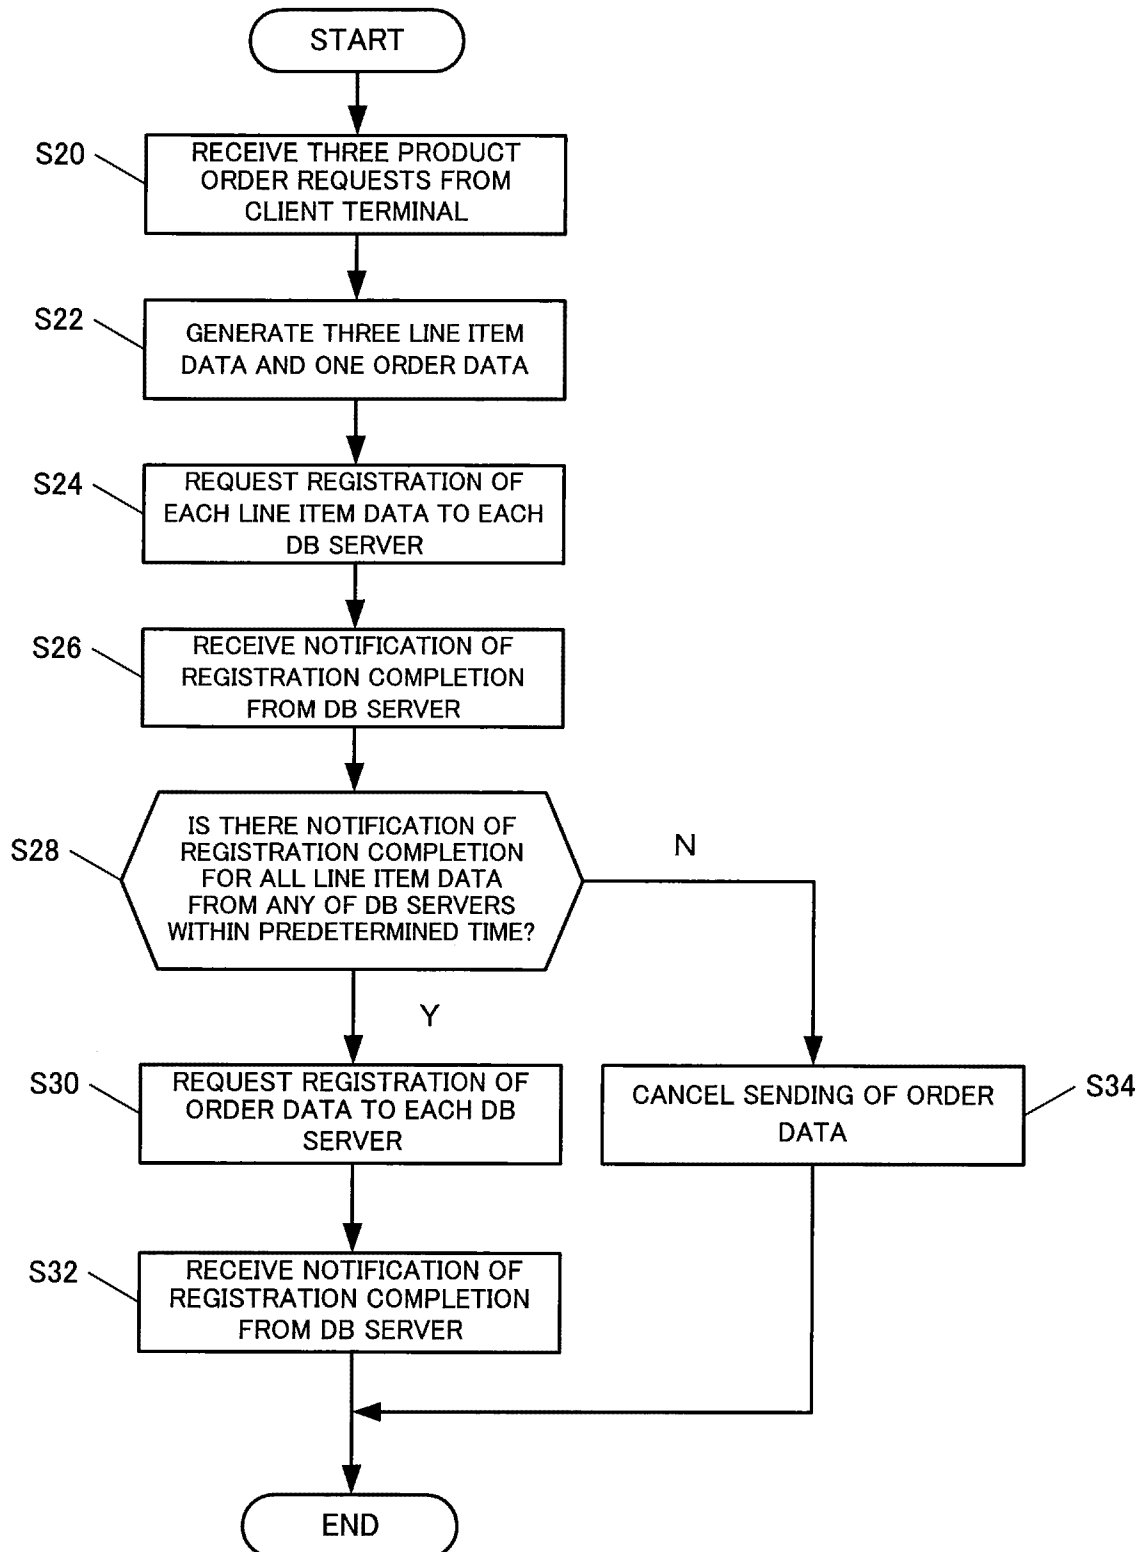 START
S20
RECEIVE THREE PRODUCT
ORDER REQUESTS FROM
CLIENT TERMINAL
S22
GENERATE THREE LINE ITEM
DATA AND ONE ORDER DATA
S24
REQUEST REGISTRATION OF
EACH LINE ITEM DATA TO EACH
DB SERVER
S26
RECEIVE NOTIFICATION OF
REGISTRATION COMPLETION
FROM DB SERVER
S28
IS THERE NOTIFICATION OF
REGISTRATION COMPLETION
FOR ALL LINE ITEM DATA
FROM ANY OF DB SERVERS
WITHIN PREDETERMINED TIME?
N
Y
S30
REQUEST REGISTRATION OF
ORDER DATA TO EACH DB
SERVER
CANCEL SENDING OF ORDER
DATA
S34
S32
RECEIVE NOTIFICATION OF
REGISTRATION COMPLETION
FROM DB SERVER
END